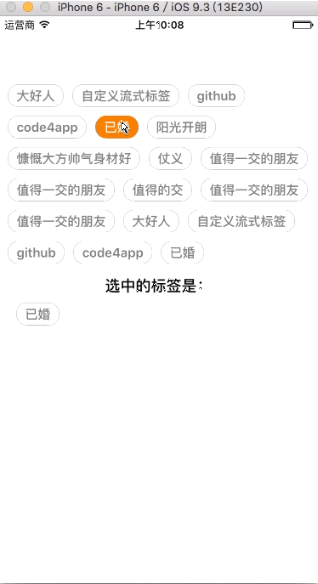 iPhone 6 - iPhone 6 / iOS 9.3 (13E230)
运营商 上午10:08
大好人 自定义流式标签 github
code4app 已婚 阳光开朗
慷慨大方帅气身材好 仗义 值得一交的朋友
值得一交的朋友 值得的交 值得一交的朋友
值得一交的朋友 大好人 自定义流式标签
github code4app 已婚
选中的标签是:
已婚